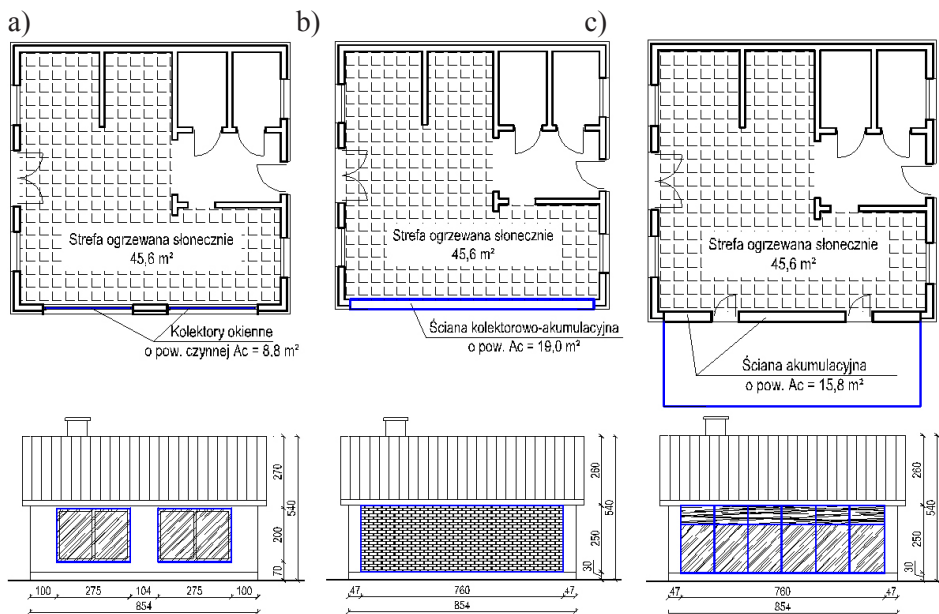 a)
b)
c)
Strefa ogrzewana słonecznie
45,6 m²
Kolektory okienne
o pow. czynnej Ac = 8,8 m²
Strefa ogrzewana słonecznie
45,6 m²
Ściana kolektorowo-akumulacyjna
o pow. Ac = 19,0 m²
Strefa ogrzewana słonecznie
45,6 m²
Ściana akumulacyjna
o pow. Ac = 15,8 m²
270
540
200
70
100 275 104 275 100
854
260
540
250
30
47 760 47
854
260
540
250
30
47 760 47
854